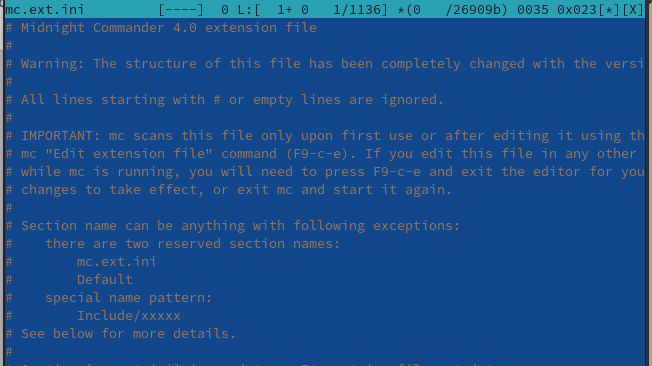 mc.ext.ini [----] 0 L:[ 1+ 0 1/1136] *(0 /26909b) 0035 0x023[*][X]
# Midnight Commander 4.0 extension file
#
# Warning: The structure of this file has been completely changed with the versi
#
# All lines starting with # or empty lines are ignored.
#
# IMPORTANT: mc scans this file only upon first use or after editing it using th
# mc "Edit extension file" command (F9-c-e). If you edit this file in any other
# while mc is running, you will need to press F9-c-e and exit the editor for you
# changes to take effect, or exit mc and start it again.
#
# Section name can be anything with following exceptions:
# there are two reserved section names:
# mc.ext.ini
# Default
# special name pattern:
# Include/xxxxx
# See below for more details.
#